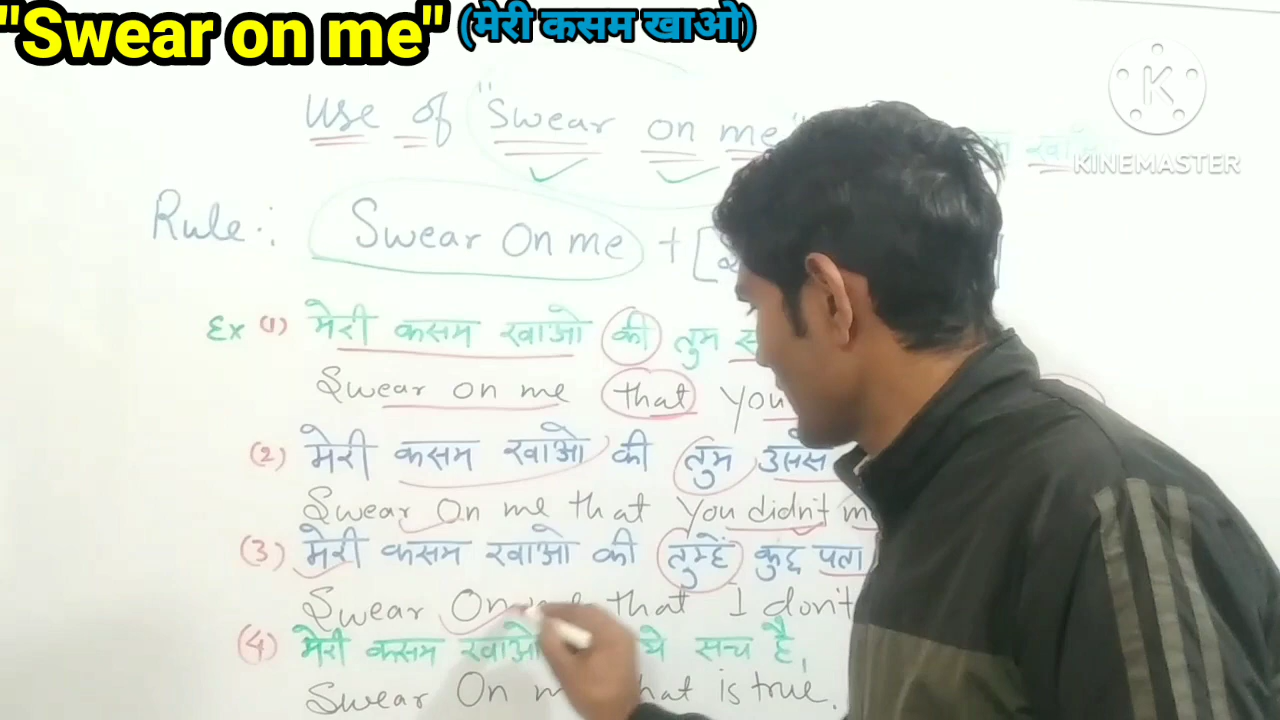 "Swear on me" (मेरी कसम खाओ)
KINEMASTER
Use of "Swear on me"
Rule:. Swear On me + [
Ex (1) मेरी कसम खाओ की तुम
Swear on me that you
(2) मेरी कसम खाओ की तुम उससे
Swear On me that you didn't
(3) मेरी कसम खाओ की तुम्हें कुछ पता
Swear On me that I don't
(4) मेरी कसम खाओ ये सच है,
Swear On that is true.